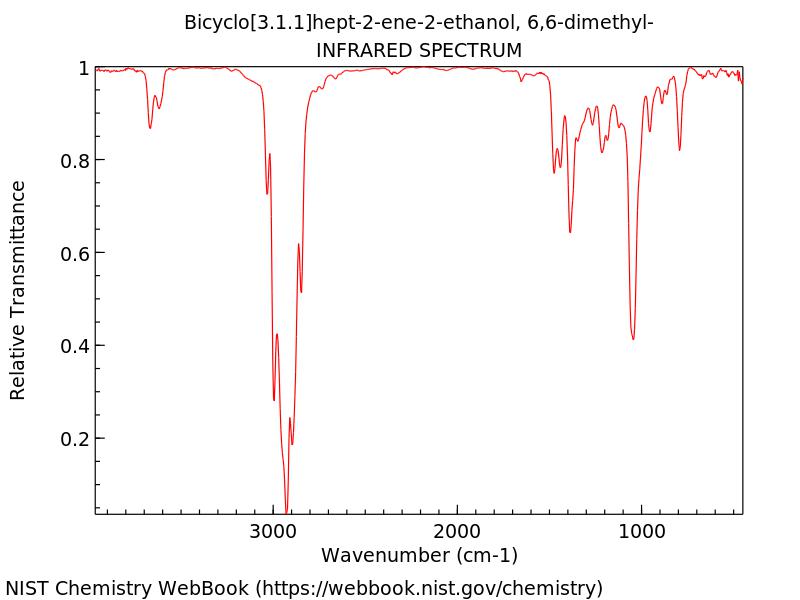 Bicyclo[3.1.1]hept-2-ene-2-ethanol, 6,6-dimethyl-
INFRARED SPECTRUM
1
0.8
0.6
0.4
0.2
Relative Transmittance
3000 2000 1000
Wavenumber (cm-1)
NIST Chemistry WebBook (https://webbook.nist.gov/chemistry)